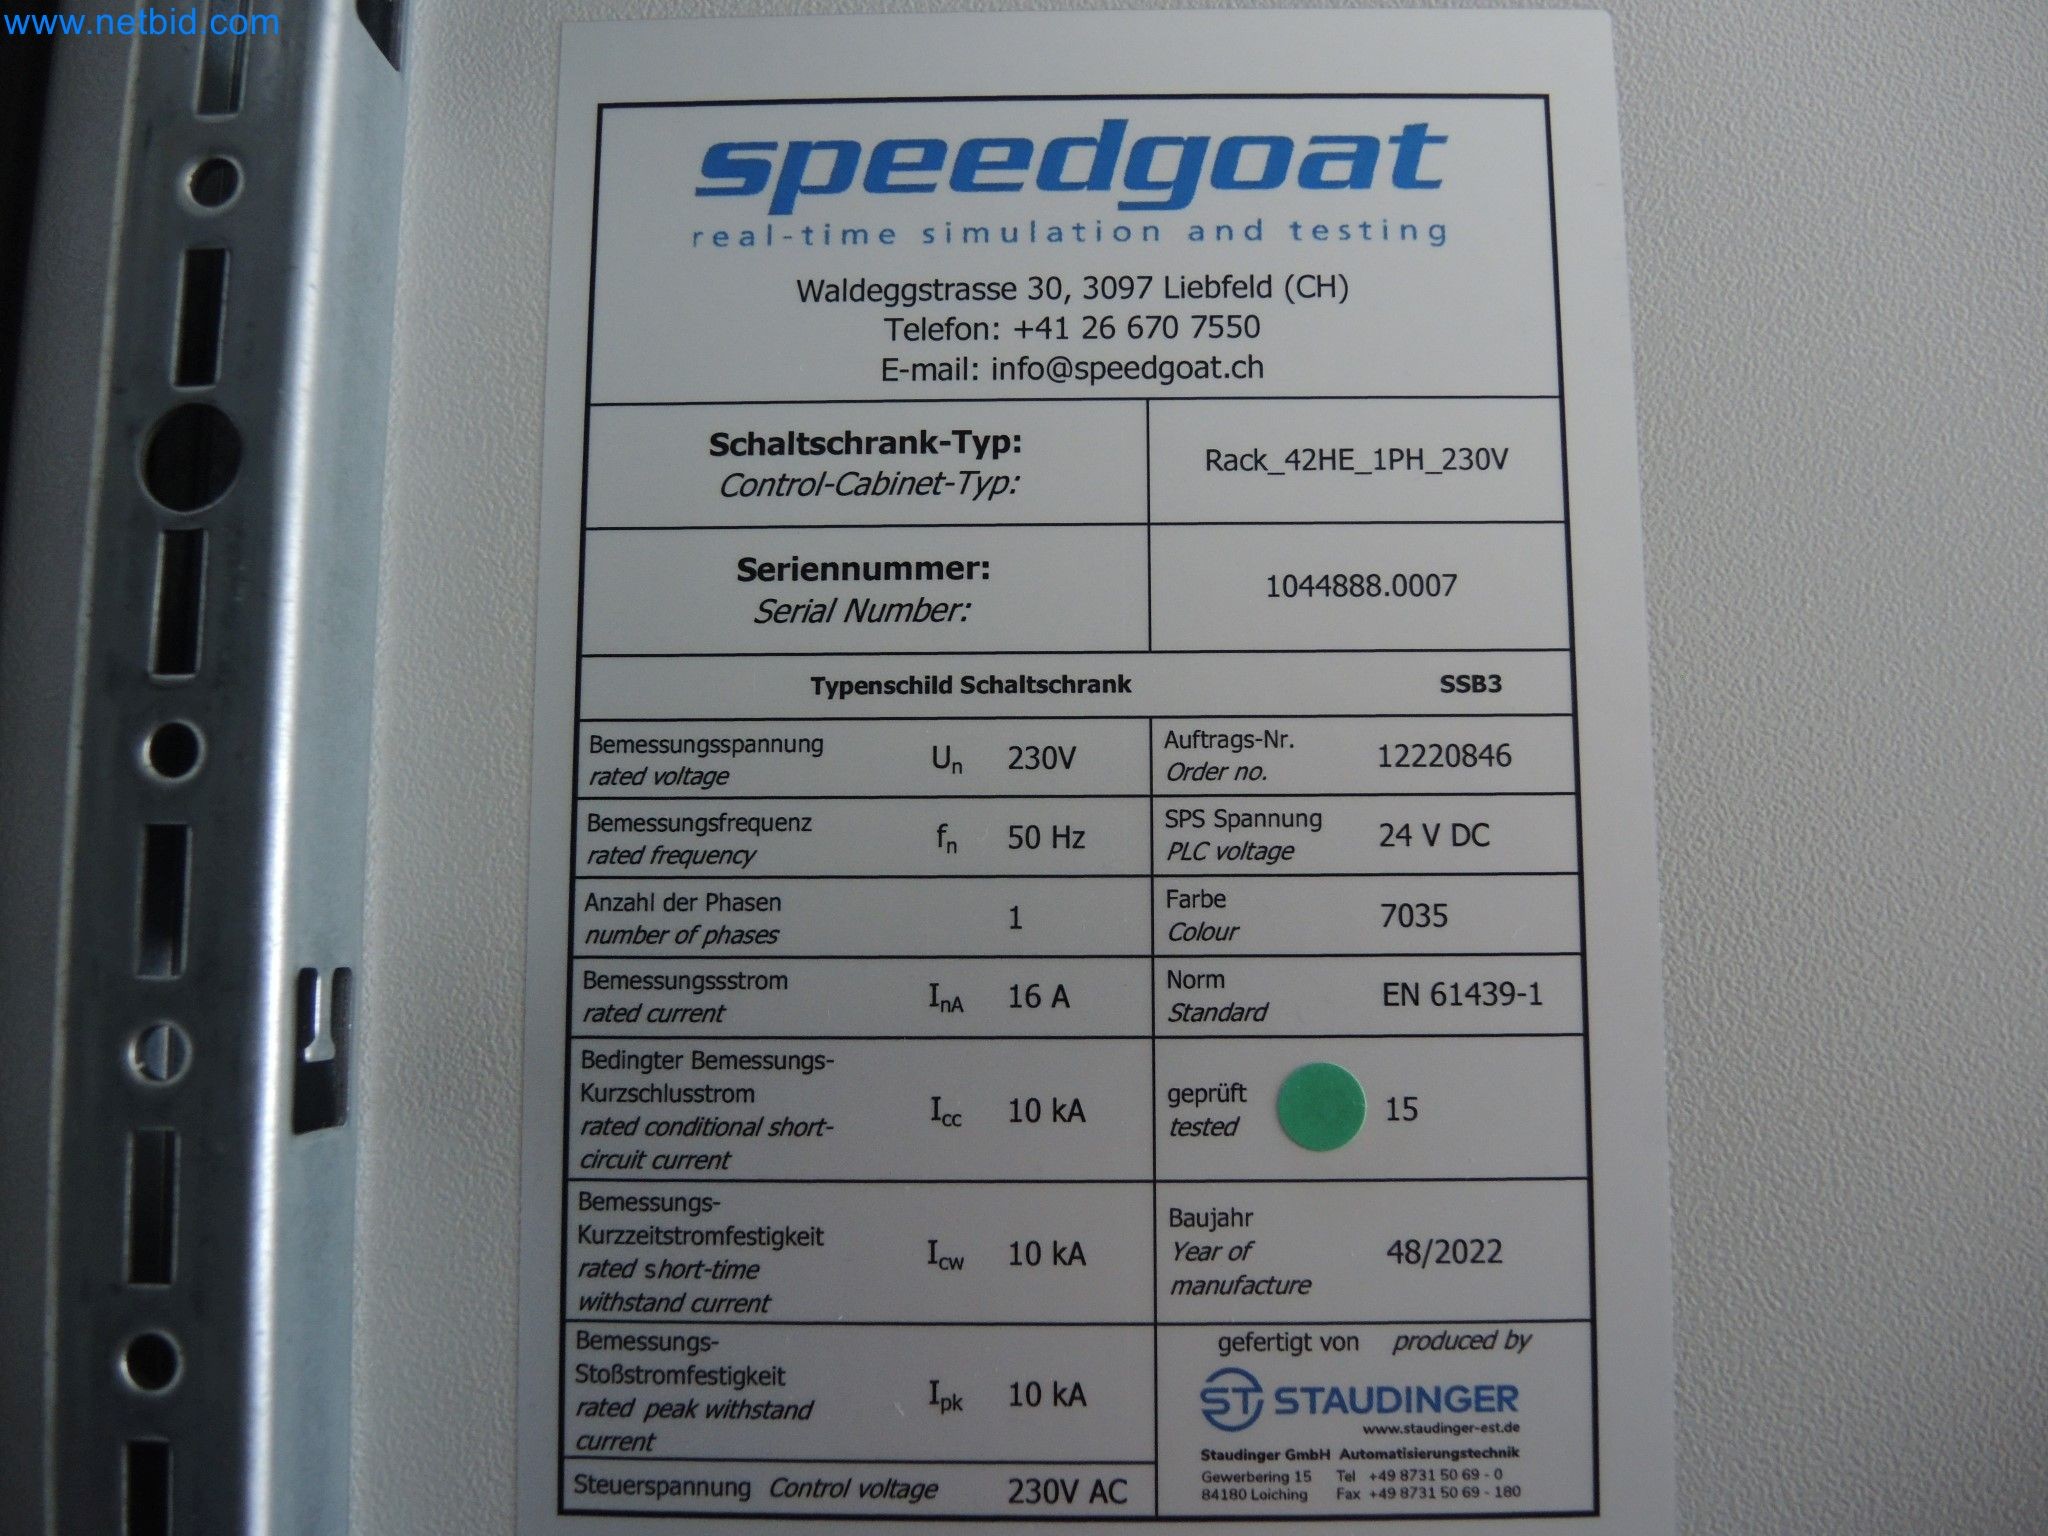 www.netbid.com
speedgoat
real-time simulation and testing
Waldeggstrasse 30, 3097 Liebfeld (CH)
Telefon: +41 26 670 7550
E-mail: info@speedgoat.ch
Schaltschrank-Typ:
Control-Cabinet-Typ:
Rack_42HE_1PH_230V
Seriennummer:
Serial Number:
1044888.0007
Typenschild Schaltschrank SSB3
Bemessungsspannung
rated voltage
Un 230V
Auftrags-Nr.
Order no.
12220846
Bemessungsfrequenz
rated frequency
fn 50 Hz
SPS Spannung
PLC voltage
24 V DC
Anzahl der Phasen
number of phases
1
Farbe
Colour
7035
Bemessungssstrom
rated current
InA 16 A
Norm
Standard
EN 61439-1
Bedingter Bemessungs-
Kurzschlusstrom
rated conditional short-
circuit current
Icc 10 kA
geprüft
tested
15
Bemessungs-
Kurzzeitstromfestigkeit
rated short-time
withstand current
Icw 10 kA
Baujahr
Year of
manufacture
48/2022
Bemessungs-
Stoßstromfestigkeit
rated peak withstand
current
Ipk 10 kA
Steuerspannung Control voltage 230V AC
gefertigt von produced by
ST STAUDINGER
www.staudinger-est.de
Staudinger GmbH Automatisierungstechnik
Gewerbering 15 Tel +49 8731 50 69 - 0
84180 Loiching Fax +49 8731 50 69 - 180